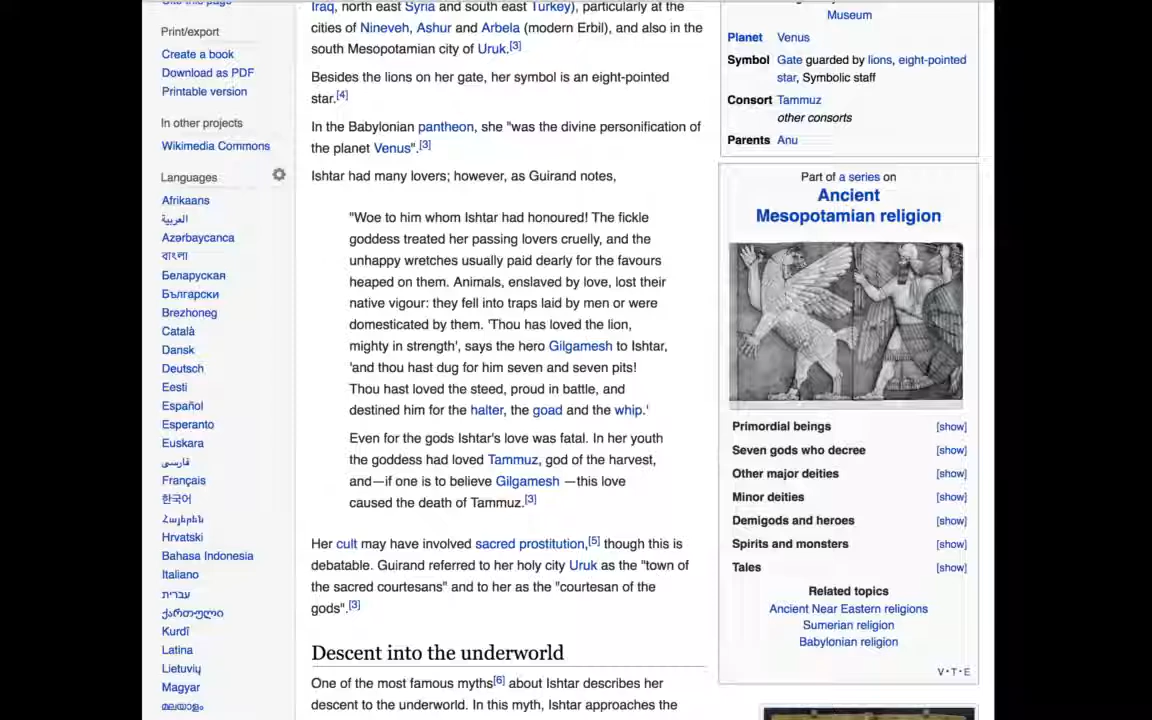 Print/export
Create a book
Download as PDF
Printable version
In other projects
Wikimedia Commons
Languages
Afrikaans
العربية
Azərbaycanca
বাংলা
Беларуская
Български
Brezhoneg
Català
Dansk
Deutsch
Eesti
Español
Esperanto
Euskara
فارسی
Français
한국어
Հայերեն
Hrvatski
Bahasa Indonesia
Italiano
עברית
ქართული
Kurdî
Latina
Lietuvių
Magyar
മലയാളം
Iraq, north east Syria and south east Turkey), particularly at the
cities of Nineveh, Ashur and Arbela (modern Erbil), and also in the
south Mesopotamian city of Uruk.[3]
Besides the lions on her gate, her symbol is an eight-pointed
star.[4]
In the Babylonian pantheon, she "was the divine personification of
the planet Venus".[3]
Ishtar had many lovers; however, as Guirand notes,
"Woe to him whom Ishtar had honoured! The fickle
goddess treated her passing lovers cruelly, and the
unhappy wretches usually paid dearly for the favours
heaped on them. Animals, enslaved by love, lost their
native vigour: they fell into traps laid by men or were
domesticated by them. 'Thou has loved the lion,
mighty in strength', says the hero Gilgamesh to Ishtar,
'and thou hast dug for him seven and seven pits!
Thou hast loved the steed, proud in battle, and
destined him for the halter, the goad and the whip.'
Even for the gods Ishtar's love was fatal. In her youth
the goddess had loved Tammuz, god of the harvest,
and—if one is to believe Gilgamesh —this love
caused the death of Tammuz.[3]
Her cult may have involved sacred prostitution,[5] though this is
debatable. Guirand referred to her holy city Uruk as the "town of
the sacred courtesans" and to her as the "courtesan of the
gods".[3]
Descent into the underworld
One of the most famous myths[6] about Ishtar describes her
descent to the underworld. In this myth, Ishtar approaches the
Museum
Planet Venus
Symbol Gate guarded by lions, eight-pointed
star, Symbolic staff
Consort Tammuz
other consorts
Parents Anu
Part of a series on
Ancient
Mesopotamian religion
Primordial beings [show]
Seven gods who decree [show]
Other major deities [show]
Minor deities [show]
Demigods and heroes [show]
Spirits and monsters [show]
Tales [show]
Related topics
Ancient Near Eastern religions
Sumerian religion
Babylonian religion
V·T·E